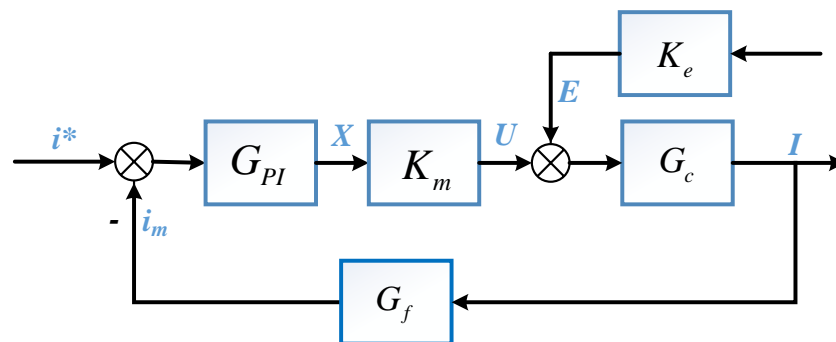 K_e
E
i*
X
U
I
G_PI
K_m
G_c
-
i_m
G_f